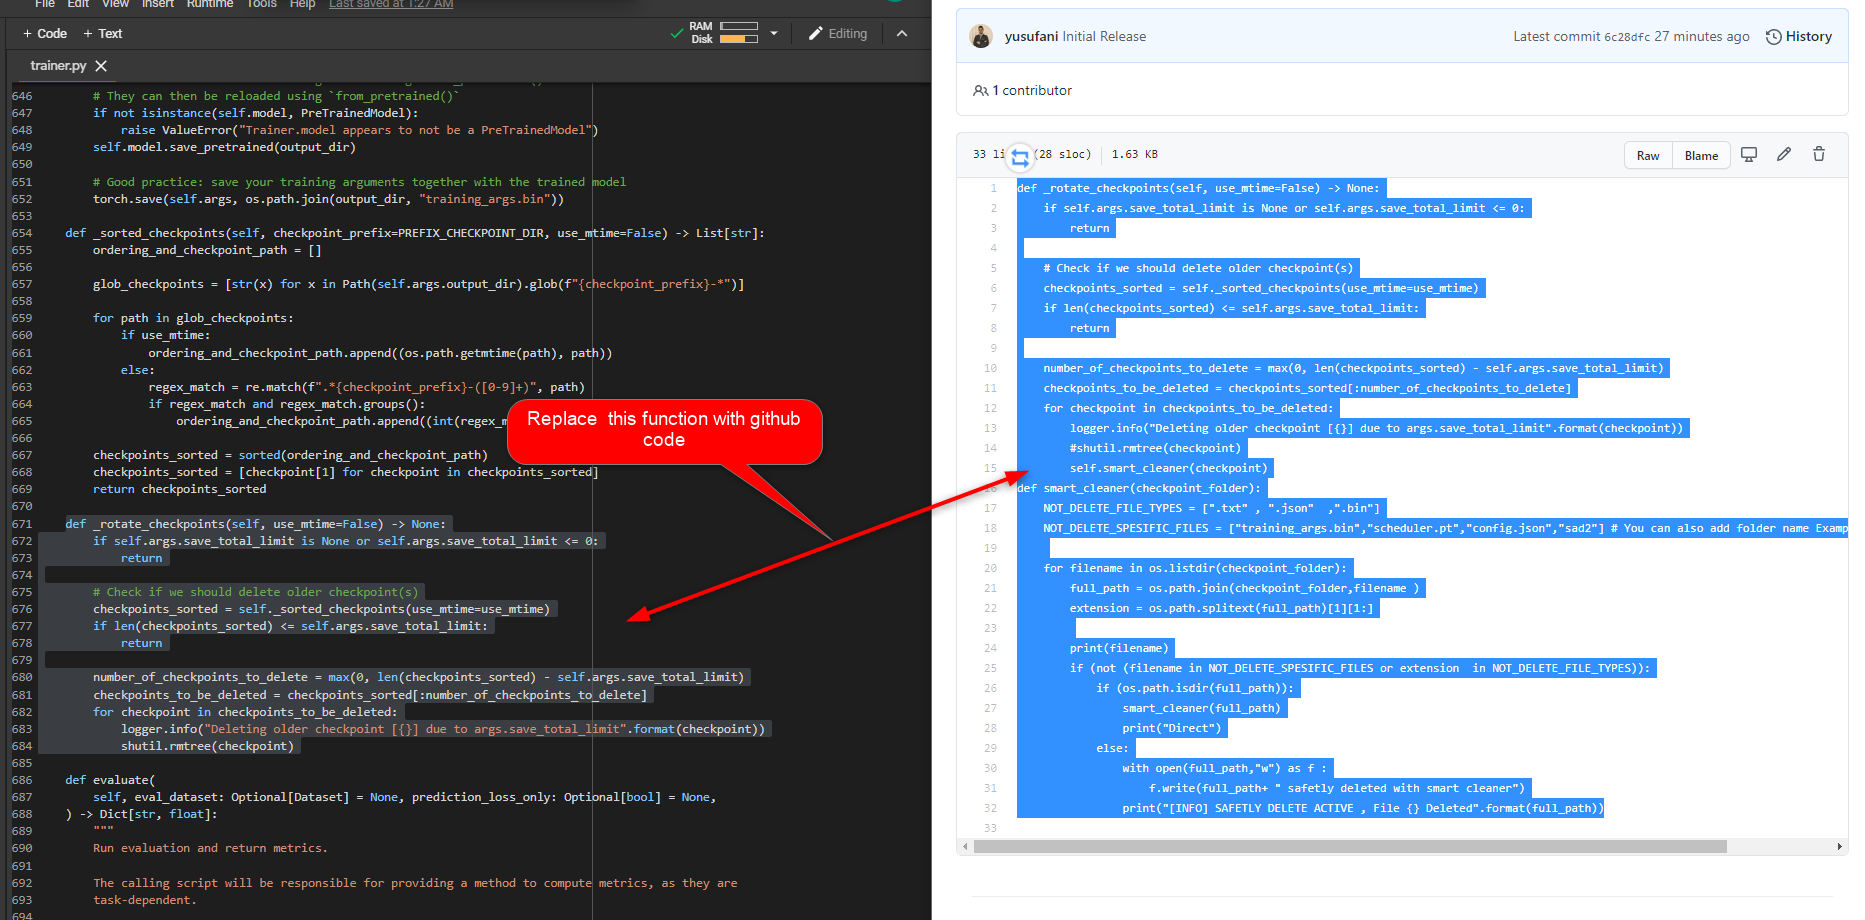 File Edit View Insert Runtime Tools Help Last saved at 1:27 AM
+ Code + Text
RAM
Disk
Editing
trainer.py
646 # They can then be reloaded using `from_pretrained()`
647 if not isinstance(self.model, PreTrainedModel):
648 raise ValueError("Trainer.model appears to not be a PreTrainedModel")
649 self.model.save_pretrained(output_dir)
650
651 # Good practice: save your training arguments together with the trained model
652 torch.save(self.args, os.path.join(output_dir, "training_args.bin"))
653
654 def _sorted_checkpoints(self, checkpoint_prefix=PREFIX_CHECKPOINT_DIR, use_mtime=False) -> List[str]:
655 ordering_and_checkpoint_path = []
656
657 glob_checkpoints = [str(x) for x in Path(self.args.output_dir).glob(f"{checkpoint_prefix}-*")]
658
659 for path in glob_checkpoints:
660 if use_mtime:
661 ordering_and_checkpoint_path.append((os.path.getmtime(path), path))
662 else:
663 regex_match = re.match(f".*{checkpoint_prefix}-([0-9]+)", path)
664 if regex_match and regex_match.groups():
665 ordering_and_checkpoint_path.append((int(regex_m
666
667 checkpoints_sorted = sorted(ordering_and_checkpoint_path)
668 checkpoints_sorted = [checkpoint[1] for checkpoint in checkpoints_sorted]
669 return checkpoints_sorted
670
671 def _rotate_checkpoints(self, use_mtime=False) -> None:
672 if self.args.save_total_limit is None or self.args.save_total_limit <= 0:
673 return
674
675 # Check if we should delete older checkpoint(s)
676 checkpoints_sorted = self._sorted_checkpoints(use_mtime=use_mtime)
677 if len(checkpoints_sorted) <= self.args.save_total_limit:
678 return
679
680 number_of_checkpoints_to_delete = max(0, len(checkpoints_sorted) - self.args.save_total_limit)
681 checkpoints_to_be_deleted = checkpoints_sorted[:number_of_checkpoints_to_delete]
682 for checkpoint in checkpoints_to_be_deleted:
683 logger.info("Deleting older checkpoint [{}] due to args.save_total_limit".format(checkpoint))
684 shutil.rmtree(checkpoint)
685
686 def evaluate(
687 self, eval_dataset: Optional[Dataset] = None, prediction_loss_only: Optional[bool] = None,
688 ) -> Dict[str, float]:
689 """
690 Run evaluation and return metrics.
691
692 The calling script will be responsible for providing a method to compute metrics, as they are
693 task-dependent.
694
Replace this function with github
code
yusufani Initial Release
Latest commit 6c28dfc 27 minutes ago
History
1 contributor
33 li (28 sloc) 1.63 KB
Raw Blame
1 def _rotate_checkpoints(self, use_mtime=False) -> None:
2 if self.args.save_total_limit is None or self.args.save_total_limit <= 0:
3 return
4
5 # Check if we should delete older checkpoint(s)
6 checkpoints_sorted = self._sorted_checkpoints(use_mtime=use_mtime)
7 if len(checkpoints_sorted) <= self.args.save_total_limit:
8 return
9
10 number_of_checkpoints_to_delete = max(0, len(checkpoints_sorted) - self.args.save_total_limit)
11 checkpoints_to_be_deleted = checkpoints_sorted[:number_of_checkpoints_to_delete]
12 for checkpoint in checkpoints_to_be_deleted:
13 logger.info("Deleting older checkpoint [{}] due to args.save_total_limit".format(checkpoint))
14 #shutil.rmtree(checkpoint)
15 self.smart_cleaner(checkpoint)
16 def smart_cleaner(checkpoint_folder):
17 NOT_DELETE_FILE_TYPES = [".txt" , ".json" ,".bin"]
18 NOT_DELETE_SPESIFIC_FILES = ["training_args.bin","scheduler.pt","config.json","sad2"] # You can also add folder name Examp
19
20 for filename in os.listdir(checkpoint_folder):
21 full_path = os.path.join(checkpoint_folder,filename )
22 extension = os.path.splitext(full_path)[1][1:]
23
24 print(filename)
25 if (not (filename in NOT_DELETE_SPESIFIC_FILES or extension in NOT_DELETE_FILE_TYPES)):
26 if (os.path.isdir(full_path)):
27 smart_cleaner(full_path)
28 print("Direct")
29 else:
30 with open(full_path,"w") as f :
31 f.write(full_path+ " safetly deleted with smart cleaner")
32 print("[INFO] SAFETLY DELETE ACTIVE , File {} Deleted".format(full_path))
33